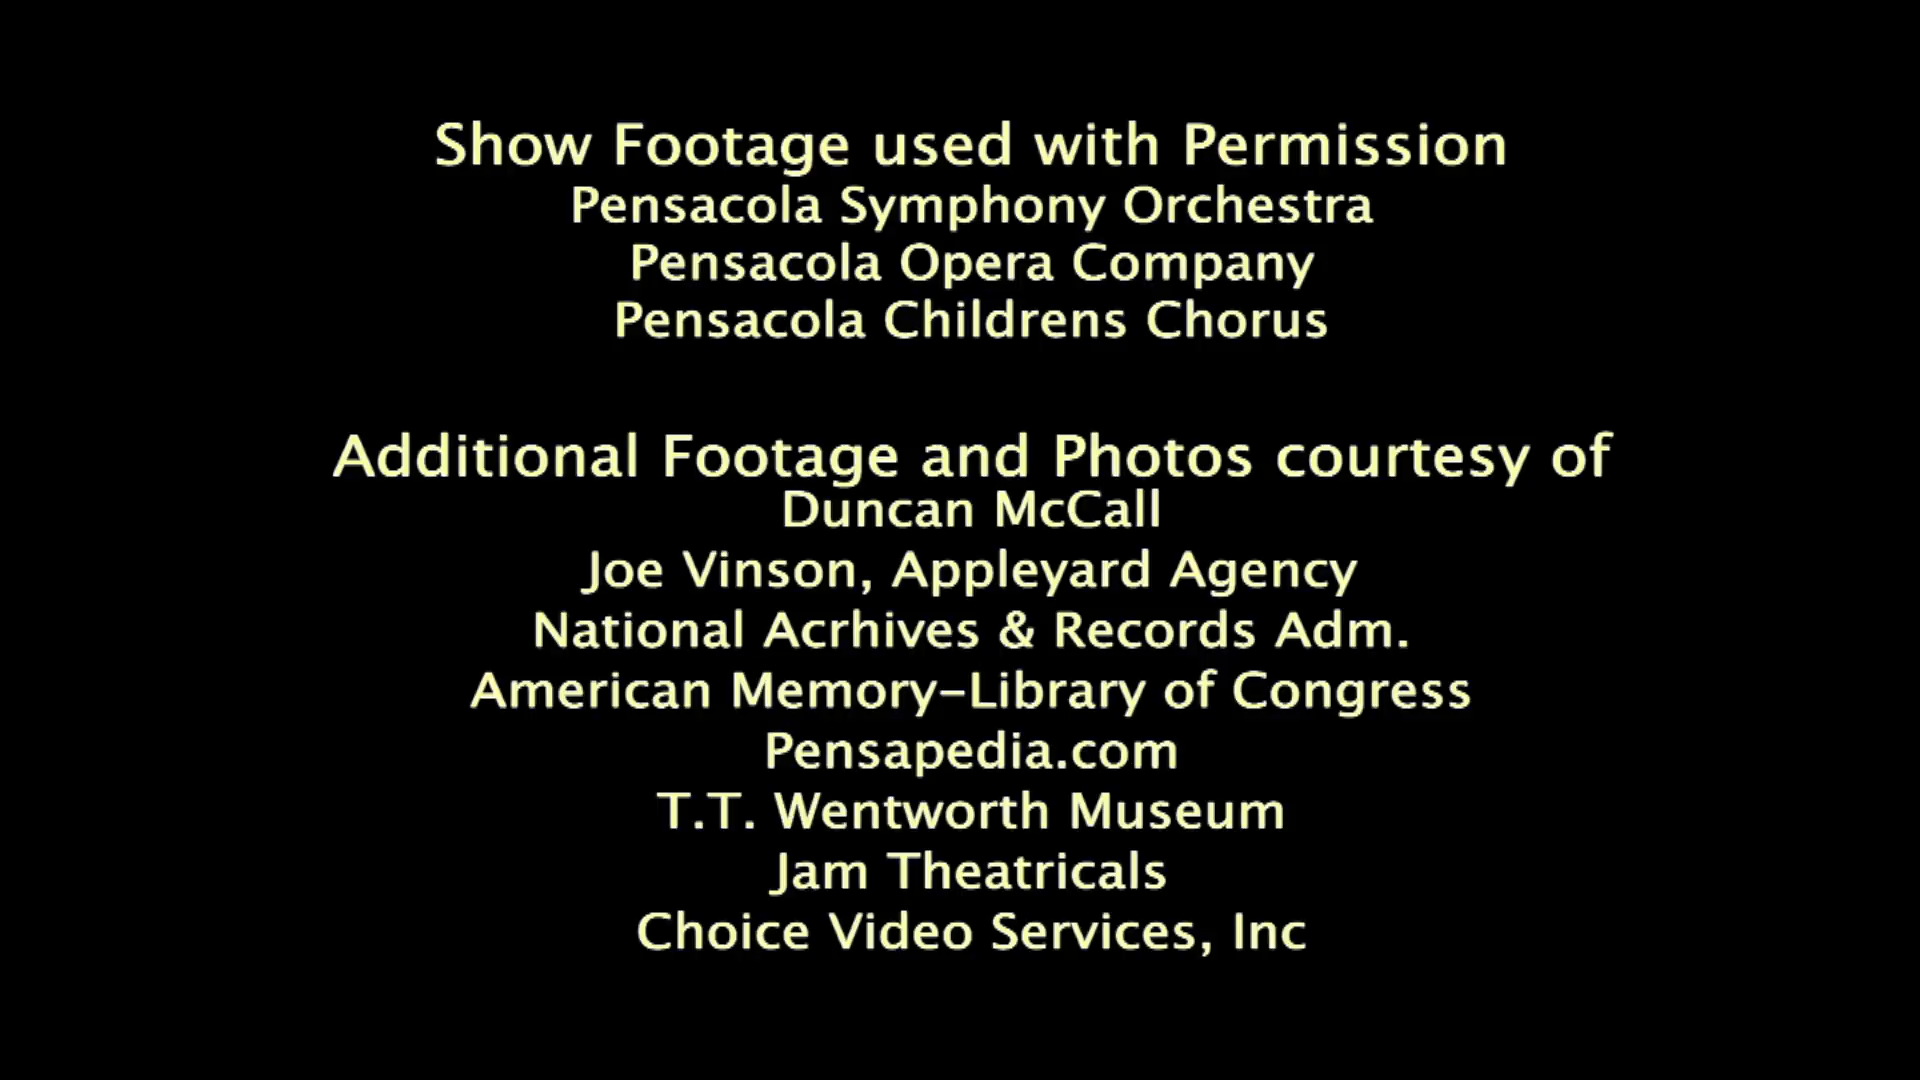 Show Footage used with Permission
Pensacola Symphony Orchestra
Pensacola Opera Company
Pensacola Childrens Chorus
Additional Footage and Photos courtesy of
Duncan McCall
Joe Vinson, Appleyard Agency
National Acrhives & Records Adm.
American Memory-Library of Congress
Pensapedia.com
T.T. Wentworth Museum
Jam Theatricals
Choice Video Services, Inc